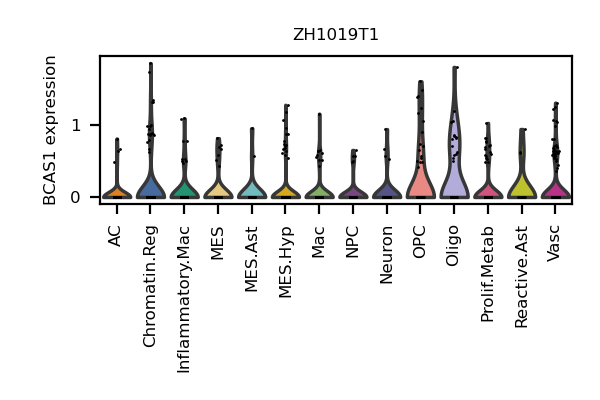 ZH1019T1
BCAS1 expression
1
0
AC
Chromatin.Reg
Inflammatory.Mac
MES
MES.Ast
MES.Hyp
Mac
NPC
Neuron
OPC
Oligo
Prolif.Metab
Reactive.Ast
Vasc